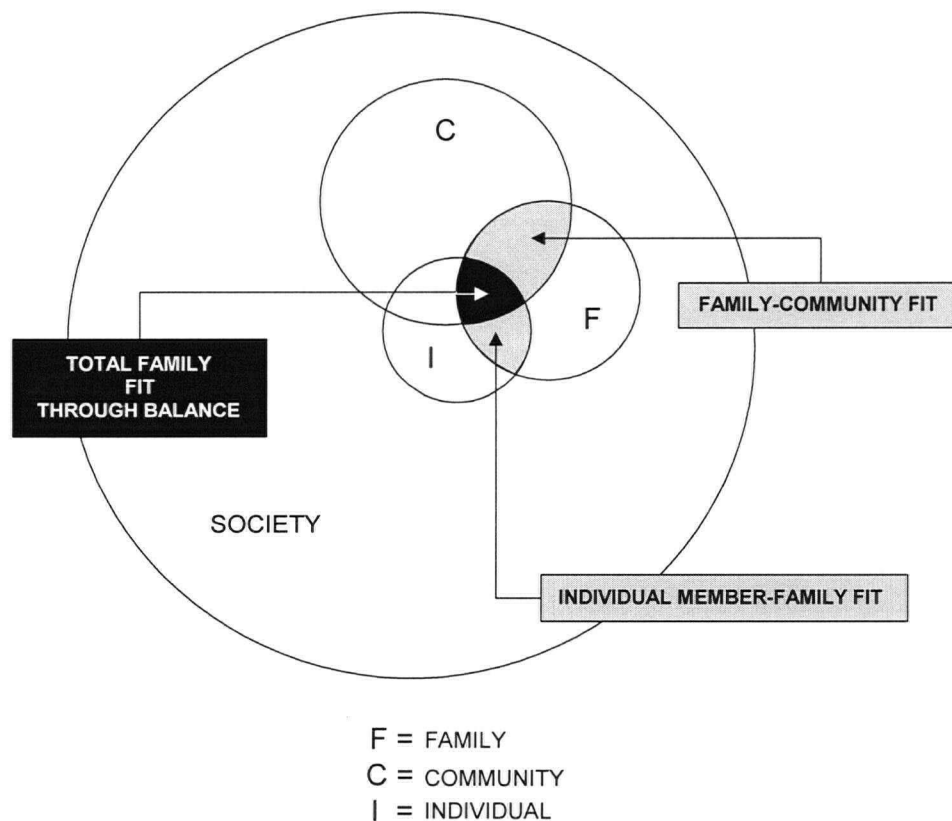 C
FAMILY-COMMUNITY FIT
F
I
TOTAL FAMILY
FIT
THROUGH BALANCE
SOCIETY
INDIVIDUAL MEMBER-FAMILY FIT
F = FAMILY
C = COMMUNITY
I = INDIVIDUAL